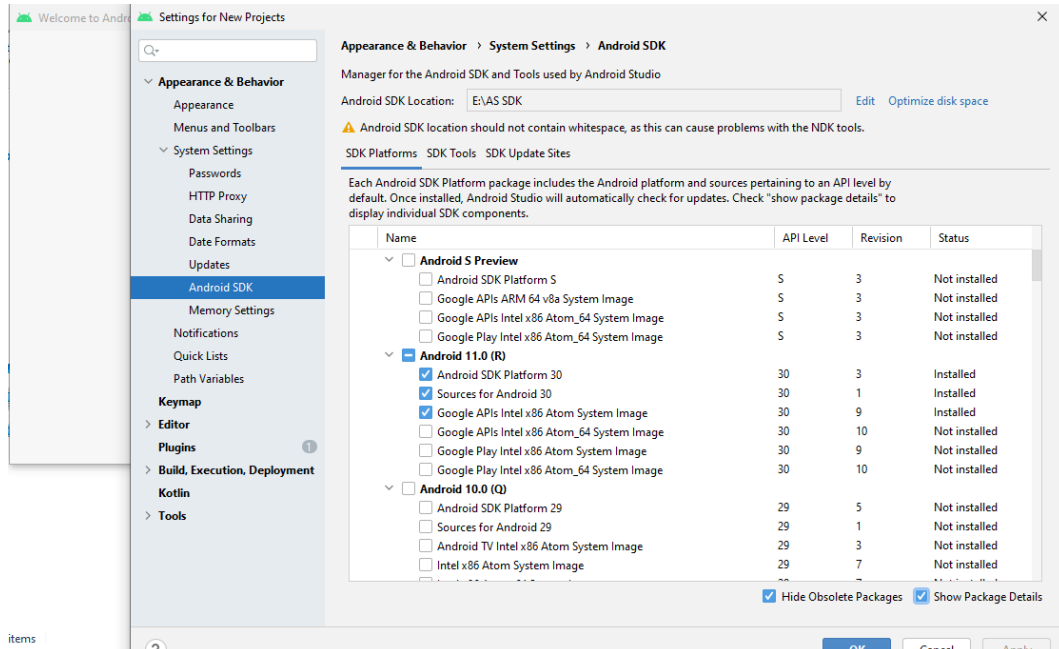 Welcome to Andro
Settings for New Projects
Appearance & Behavior
Appearance
Menus and Toolbars
System Settings
Passwords
HTTP Proxy
Data Sharing
Date Formats
Updates
Android SDK
Memory Settings
Notifications
Quick Lists
Path Variables
Keymap
Editor
Plugins 1
Build, Execution, Deployment
Kotlin
Tools
Appearance & Behavior > System Settings > Android SDK
Manager for the Android SDK and Tools used by Android Studio
Android SDK Location: E:\AS SDK Edit Optimize disk space
Android SDK location should not contain whitespace, as this can cause problems with the NDK tools.
SDK Platforms SDK Tools SDK Update Sites
Each Android SDK Platform package includes the Android platform and sources pertaining to an API level by
default. Once installed, Android Studio will automatically check for updates. Check "show package details" to
display individual SDK components.
Name API Level Revision Status
Android S Preview
Android SDK Platform S S 3 Not installed
Google APIs ARM 64 v8a System Image S 3 Not installed
Google APIs Intel x86 Atom_64 System Image S 3 Not installed
Google Play Intel x86 Atom_64 System Image S 3 Not installed
Android 11.0 (R)
Android SDK Platform 30 30 3 Installed
Sources for Android 30 30 1 Installed
Google APIs Intel x86 Atom System Image 30 9 Installed
Google APIs Intel x86 Atom_64 System Image 30 10 Not installed
Google Play Intel x86 Atom System Image 30 9 Not installed
Google Play Intel x86 Atom_64 System Image 30 10 Not installed
Android 10.0 (Q)
Android SDK Platform 29 29 5 Not installed
Sources for Android 29 29 1 Not installed
Android TV Intel x86 Atom System Image 29 3 Not installed
Intel x86 Atom System Image 29 7 Not installed
Hide Obsolete Packages Show Package Details
items
? OK Cancel Apply